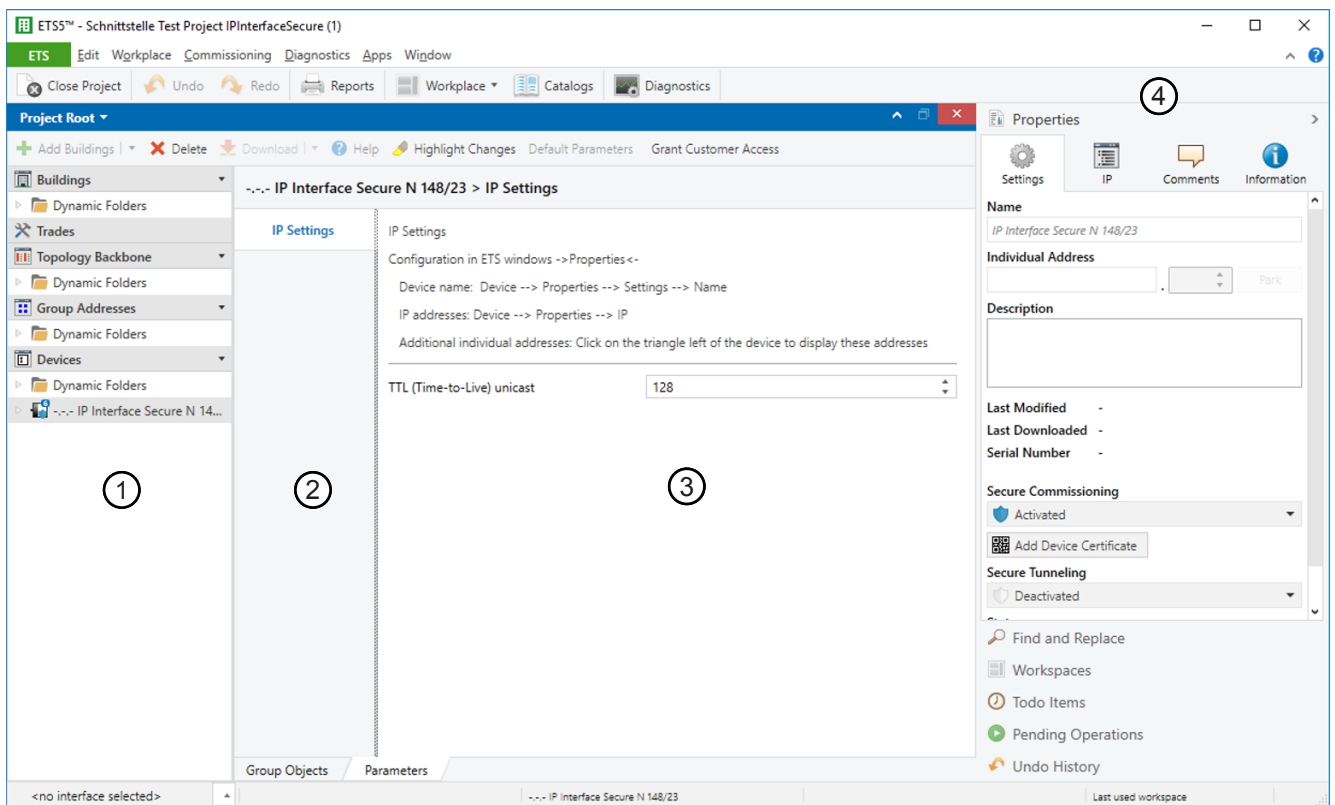 ETS5™ - Schnittstelle Test Project IPInterfaceSecure (1)
ETS Edit Workplace Commissioning Diagnostics Apps Window
Close Project Undo Redo Reports Workplace Catalogs Diagnostics
4
Project Root
Properties
Add Buildings Delete Download Help Highlight Changes Default Parameters Grant Customer Access
Settings IP Comments Information
Buildings
Dynamic Folders
Trades
Topology Backbone
Dynamic Folders
Group Addresses
Dynamic Folders
Devices
Dynamic Folders
-.-.- IP Interface Secure N 14...
1
-.-.- IP Interface Secure N 148/23 > IP Settings
IP Settings
2
IP Settings
Configuration in ETS windows ->Properties<-
Device name: Device --> Properties --> Settings --> Name
IP addresses: Device --> Properties --> IP
Additional individual addresses: Click on the triangle left of the device to display these addresses
TTL (Time-to-Live) unicast 128
3
Group Objects Parameters
Name
IP Interface Secure N 148/23
Individual Address
. Park
Description
Last Modified -
Last Downloaded -
Serial Number -
Secure Commissioning
Activated
Add Device Certificate
Secure Tunneling
Deactivated
Find and Replace
Workspaces
Todo Items
Pending Operations
Undo History
<no interface selected> -.-.- IP Interface Secure N 148/23 Last used workspace